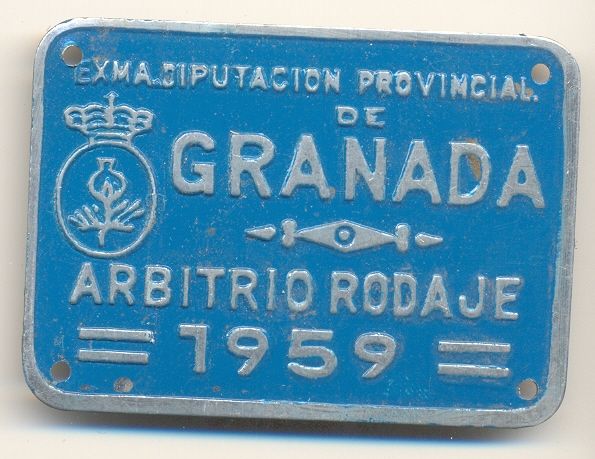 EXMA. DIPUTACION PROVINCIAL.
DE
GRANADA
ARBITRIO RODAJE
1959